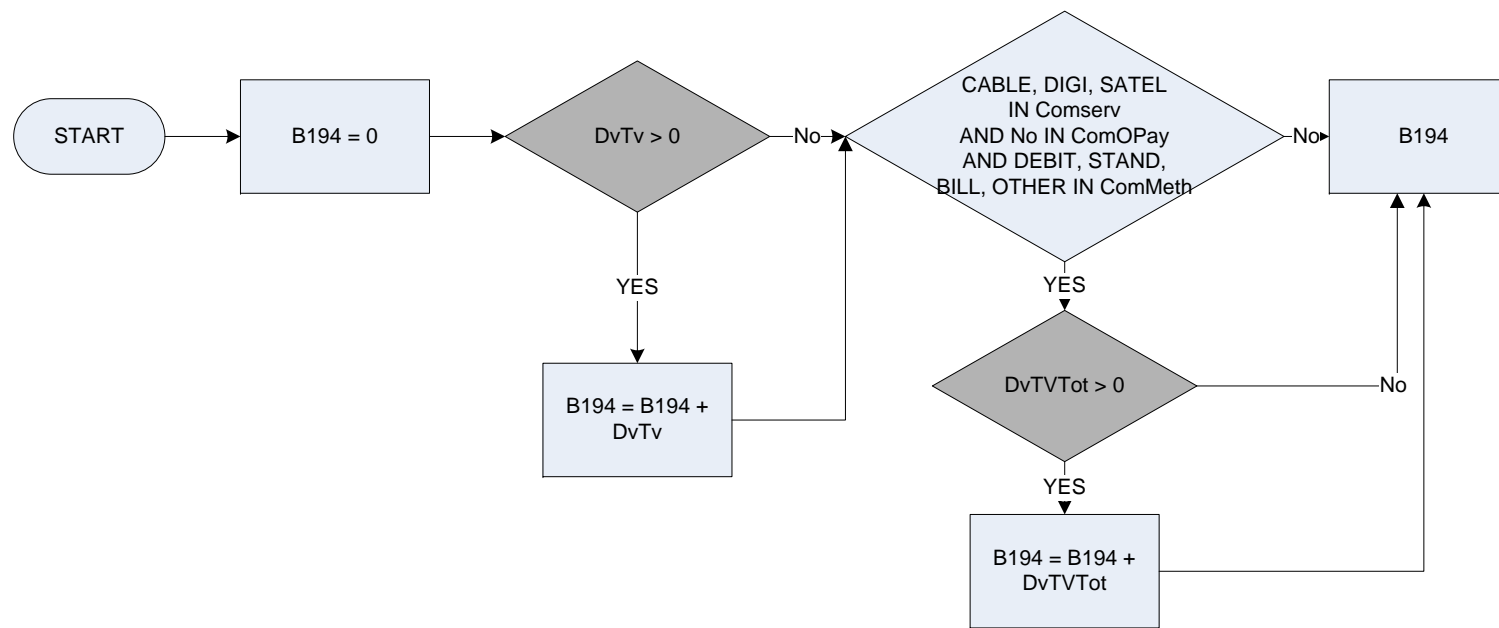 START
B194 = 0
DvTv > 0
No
CABLE, DIGI, SATEL
IN Comserv
AND No IN ComOPay
AND DEBIT, STAND,
BILL, OTHER IN ComMeth
No
B194
YES
YES
B194 = B194 +
DvTv
DvTVTot > 0
No
YES
B194 = B194 +
DvTVTot